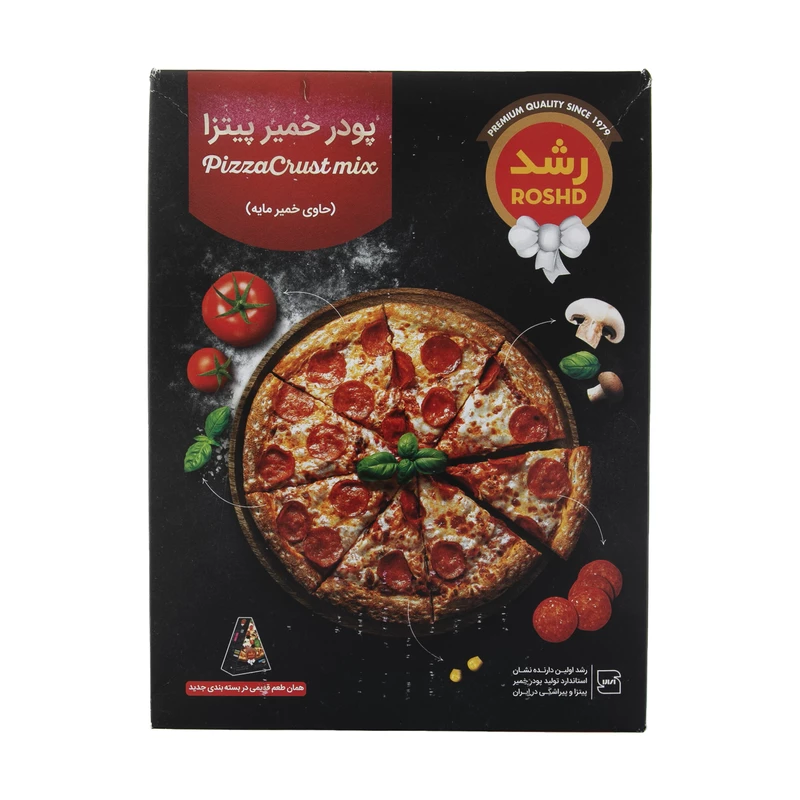 پودر خمیر پیتزا
PizzaCrust mix
(حاوی خمیر مایه)
PREMIUM QUALITY SINCE 1979
رشد
ROSHD
همان طعم قدیمی در بسته بندی جدید
رشد اولین دارنده نشان
استاندارد تولید پودر خمیر
پیتزا و پیراشکی در ایران